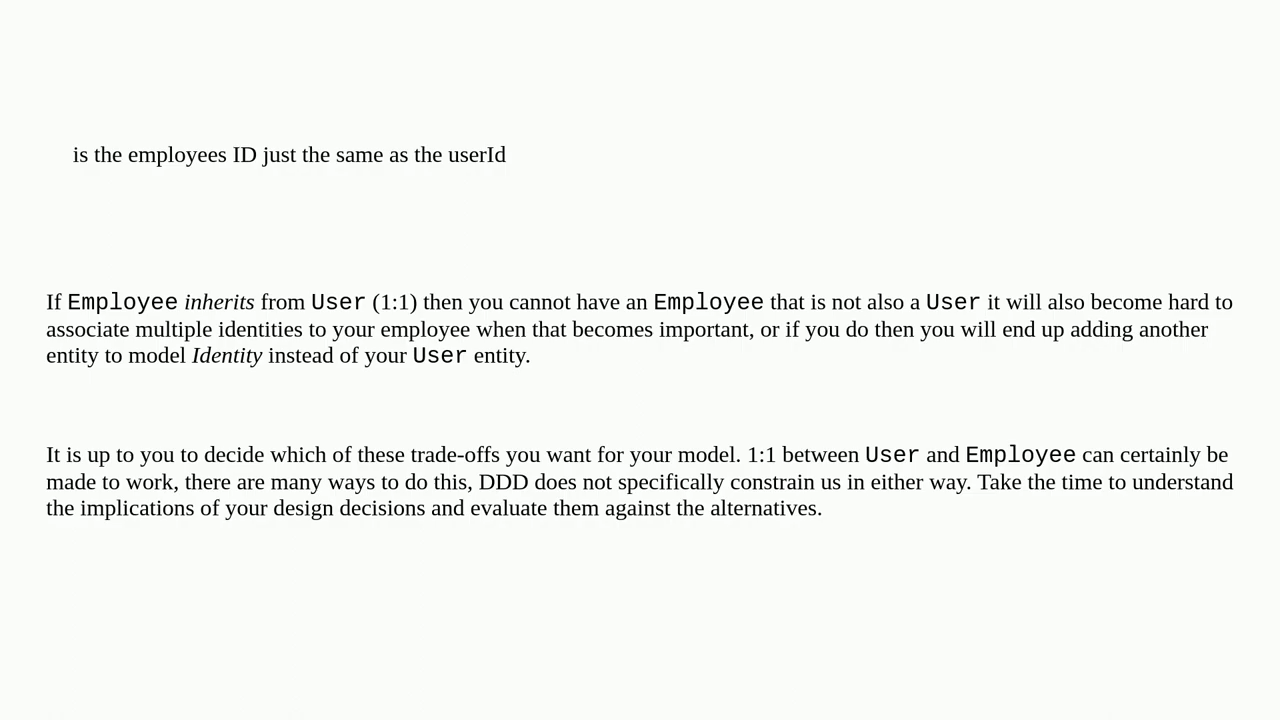 is the employees ID just the same as the userId
If Employee inherits from User (1:1) then you cannot have an Employee that is not also a User it will also become hard to
associate multiple identities to your employee when that becomes important, or if you do then you will end up adding another
entity to model Identity instead of your User entity.
It is up to you to decide which of these trade-offs you want for your model. 1:1 between User and Employee can certainly be
made to work, there are many ways to do this, DDD does not specifically constrain us in either way. Take the time to understand
the implications of your design decisions and evaluate them against the alternatives.